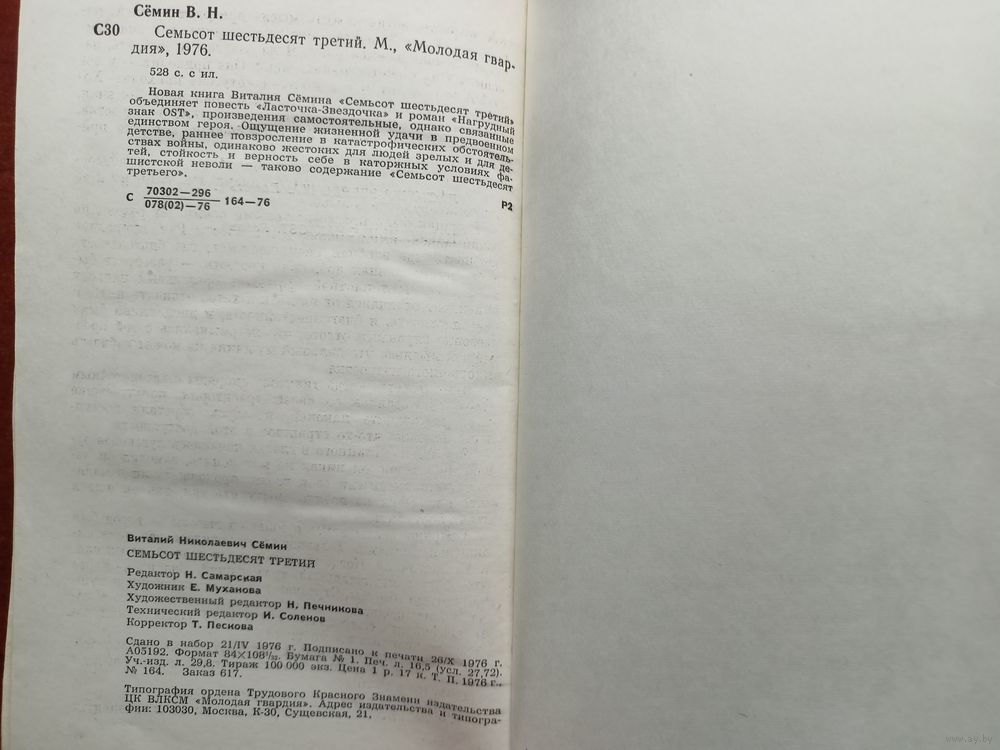 Сёмин В. Н.
С30 Семьсот шестьдесят третий. М., «Молодая гвар-
дия», 1976.
528 с. с ил.
Новая книга Виталия Сёмина «Семьсот шестьдесят третий»
объединяет повесть «Ласточка-Звездочка» и роман «Нагрудный
знак OST», произведения самостоятельные, однако связанные
единством героя. Ощущение жизненной удачи в предвоенном
детстве, раннее повзросление в катастрофических обстоятель-
ствах войны, одинаково жестоких для людей зрелых и для де-
тей, стойкость и верность себе в каторжных условиях фа-
шистской неволи — таково содержание «Семьсот шестьдесят
третьего».
С 70302—296
078(02)—76 164—76 Р2
Виталий Николаевич Сёмин
СЕМЬСОТ ШЕСТЬДЕСЯТ ТРЕТИЙ
Редактор Н. Самарская
Художник Е. Муханова
Художественный редактор Н. Печникова
Технический редактор И. Соленов
Корректор Т. Пескова
Сдано в набор 21/IV 1976 г. Подписано к печати 26/X 1976 г.
А05192. Формат 84×108¹/₃₂. Бумага № 1. Печ. л. 16,5 (усл. 27,72).
Уч.-изд. л. 29,8. Тираж 100 000 экз. Цена 1 р. 17 к. Т. П. 1976 г.,
№ 164. Заказ 617.
Типография ордена Трудового Красного Знамени издательства
ЦК ВЛКСМ «Молодая гвардия». Адрес издательства и типогра-
фии: 103030, Москва, К-30, Сущевская, 21.
www.ay.by